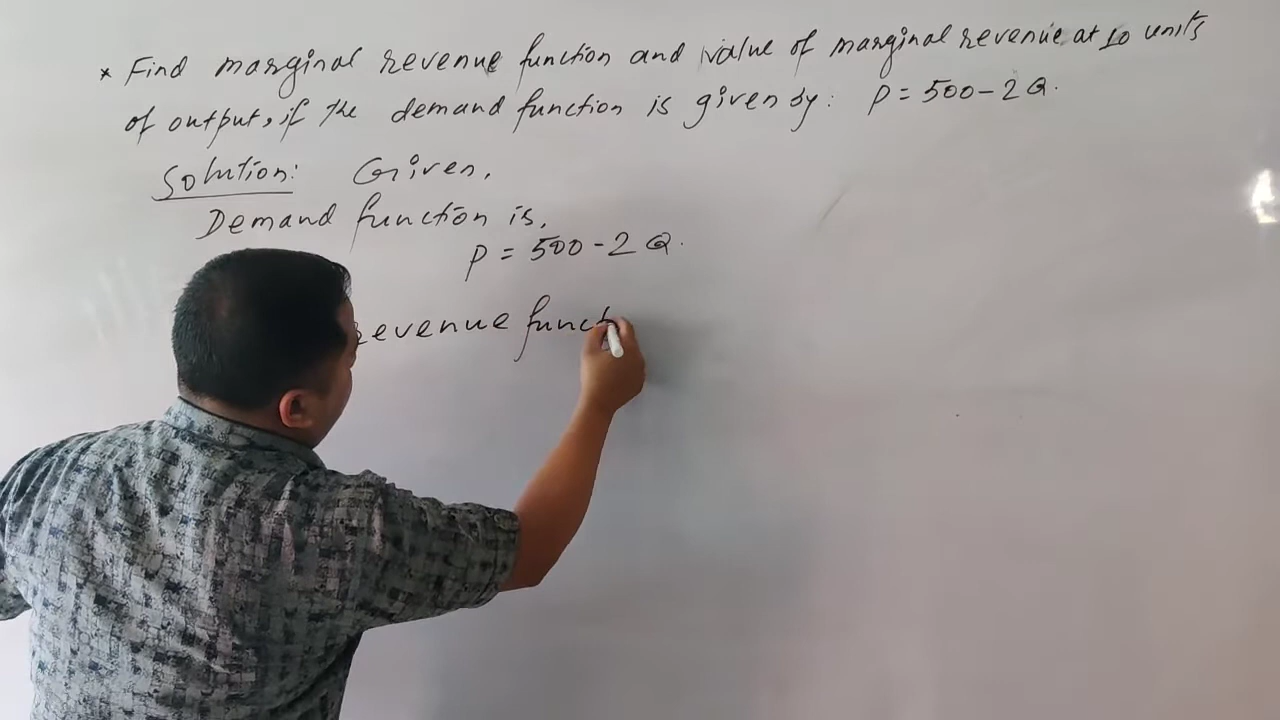 * Find marginal revenue function and value of marginal revenue at 10 units
of output, if the demand function is given by: P = 500 - 2Q.
Solution: Given,
Demand function is,
P = 500 - 2Q.
revenue funct